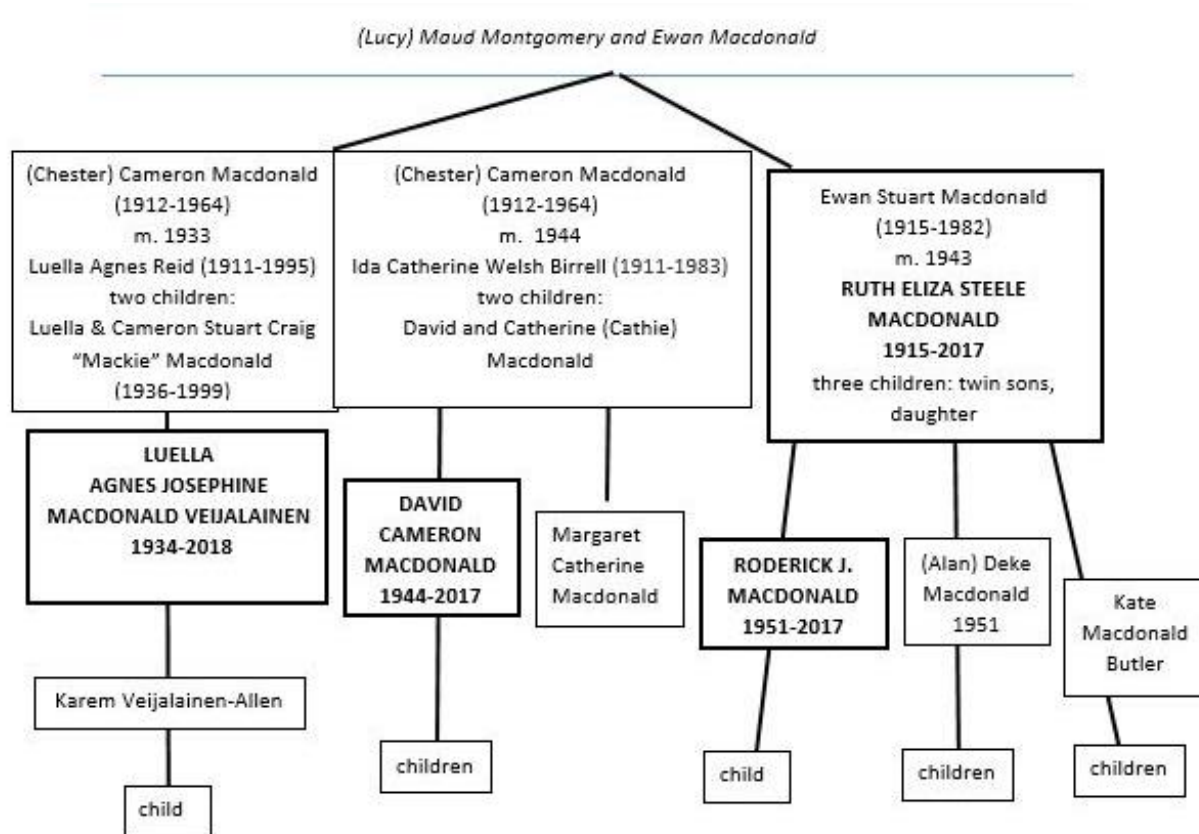 (Lucy) Maud Montgomery and Ewan Macdonald
(Chester) Cameron Macdonald
(1912-1964)
m. 1933
Luella Agnes Reid (1911-1995)
two children:
Luella & Cameron Stuart Craig
“Mackie” Macdonald
(1936-1999)
(Chester) Cameron Macdonald
(1912-1964)
m. 1944
Ida Catherine Welsh Birrell (1911-1983)
two children:
David and Catherine (Cathie)
Macdonald
Ewan Stuart Macdonald
(1915-1982)
m. 1943
RUTH ELIZA STEELE
MACDONALD
1915-2017
three children: twin sons,
daughter
LUELLA
AGNES JOSEPHINE
MACDONALD VEIJALAINEN
1934-2018
DAVID
CAMERON
MACDONALD
1944-2017
Margaret
Catherine
Macdonald
RODERICK J.
MACDONALD
1951-2017
(Alan) Deke
Macdonald
1951
Kate
Macdonald
Butler
Karem Veijalainen-Allen
child
children
child
children
children